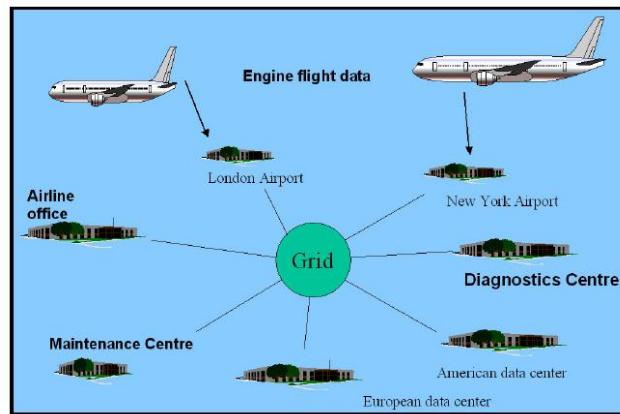 Engine flight data
London Airport
New York Airport
Airline
office
Grid
Diagnostics Centre
Maintenance Centre
American data center
European data center